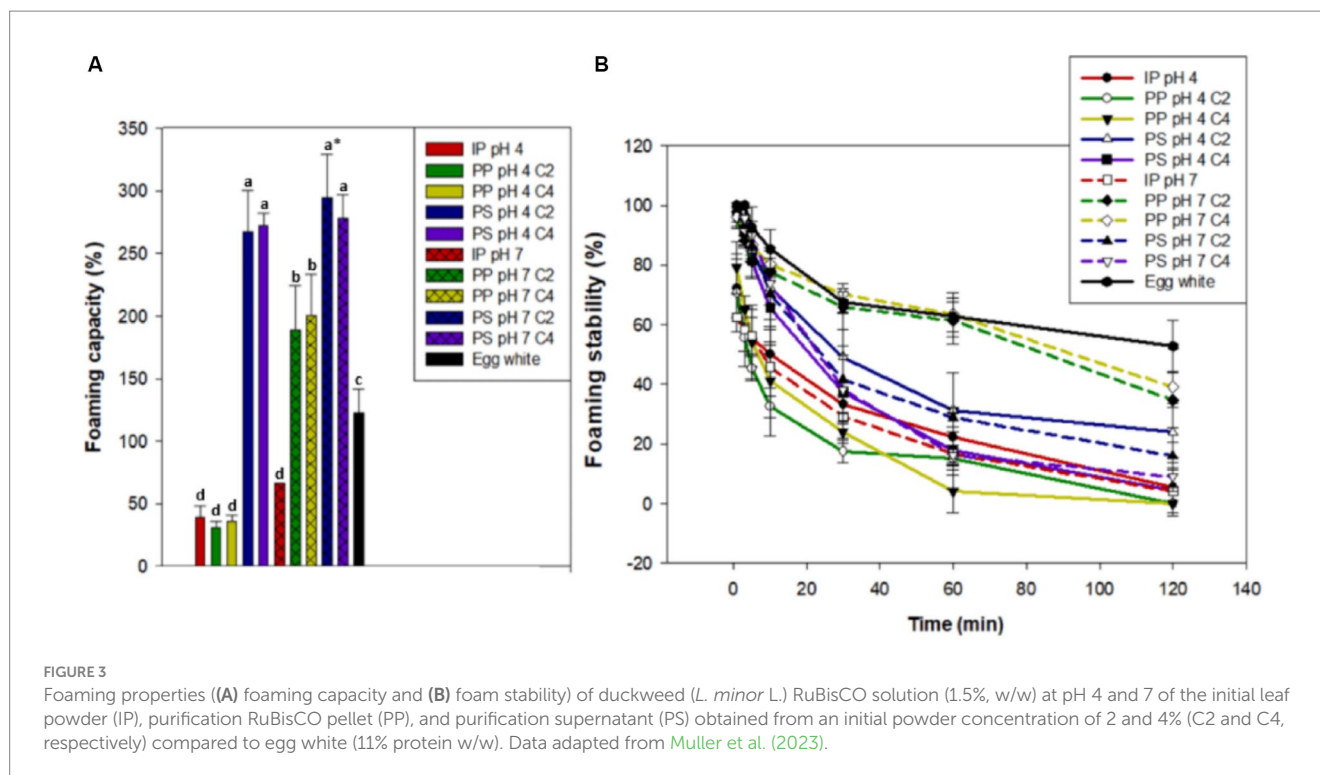 A
Foaming capacity (%)
350
300
250
200
150
100
50
0
d
d
d
a
a
d
b
b
a*
a
c
IP pH 4
PP pH 4 C2
PP pH 4 C4
PS pH 4 C2
PS pH 4 C4
IP pH 7
PP pH 7 C2
PP pH 7 C4
PS pH 7 C2
PS pH 7 C4
Egg white
B
Foaming stability (%)
120
100
80
60
40
20
0
-20
0
20
40
60
80
100
120
140
Time (min)
IP pH 4
PP pH 4 C2
PP pH 4 C4
PS pH 4 C2
PS pH 4 C4
IP pH 7
PP pH 7 C2
PP pH 7 C4
PS pH 7 C2
PS pH 7 C4
Egg white
FIGURE 3
Foaming properties ((A) foaming capacity and (B) foam stability) of duckweed (L. minor L.) RuBisCO solution (1.5%, w/w) at pH 4 and 7 of the initial leaf
powder (IP), purification RuBisCO pellet (PP), and purification supernatant (PS) obtained from an initial powder concentration of 2 and 4% (C2 and C4,
respectively) compared to egg white (11% protein w/w). Data adapted from Muller et al. (2023).